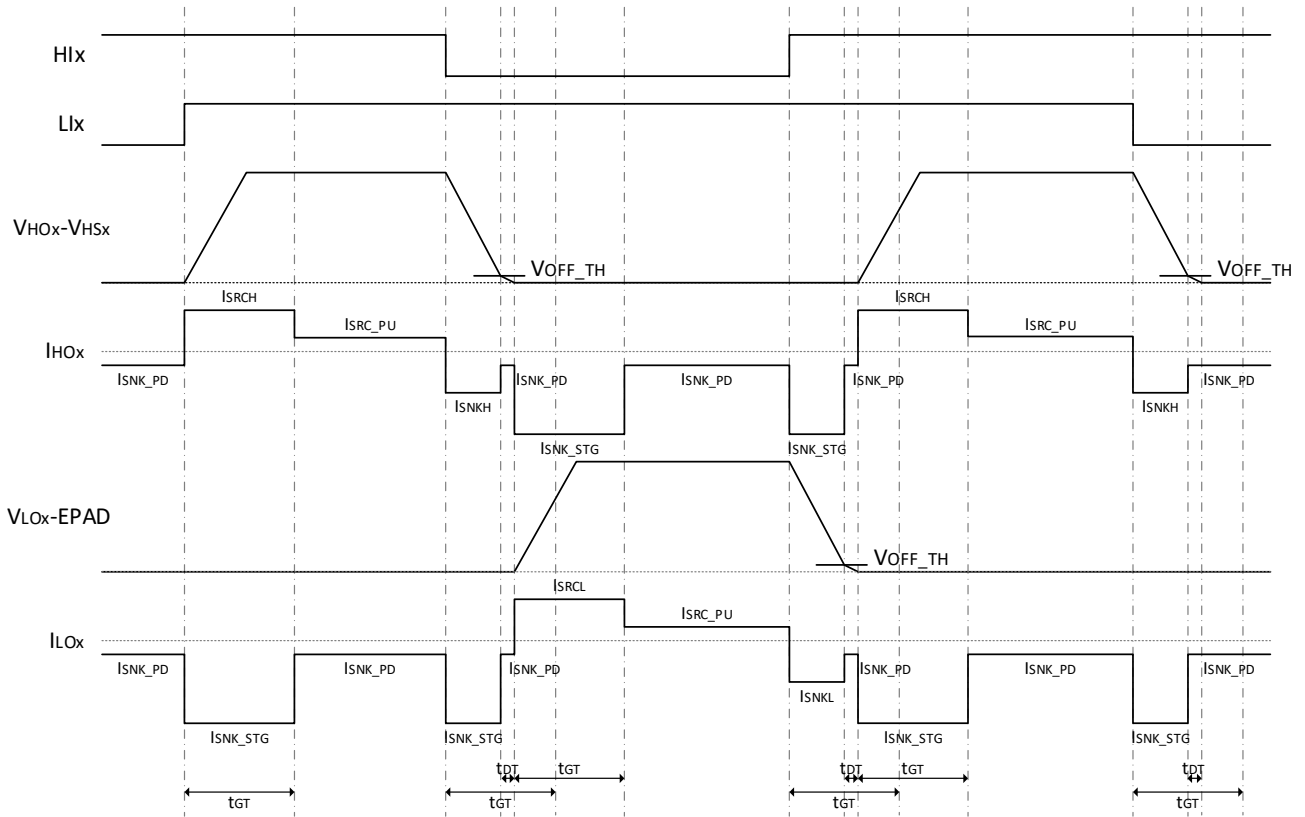 HIx
LIx
VHOx-VHSx
VOFF_TH
VOFF_TH
ISRCH
ISRC_PU
ISRCH
ISRC_PU
IHOx
ISNK_PD
ISNKH
ISNK_PD
ISNK_PD
ISNK_PD
ISNKH
ISNK_PD
ISNK_STG
ISNK_STG
VLOx-EPAD
VOFF_TH
ISRCL
ISRC_PU
ILOx
ISNK_PD
ISNK_PD
ISNK_PD
ISNKL
ISNK_PD
ISNK_PD
ISNK_PD
ISNK_STG
ISNK_STG
ISNK_STG
ISNK_STG
tDT
tGT
tDT
tGT
tDT
tGT
tGT
tGT
tGT